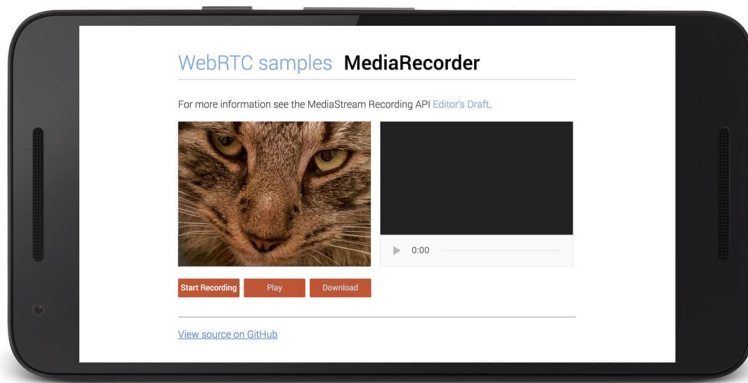 WebRTC samples MediaRecorder
For more information see the MediaStream Recording API Editor's Draft.
0:00
Start Recording Play Download
View source on GitHub